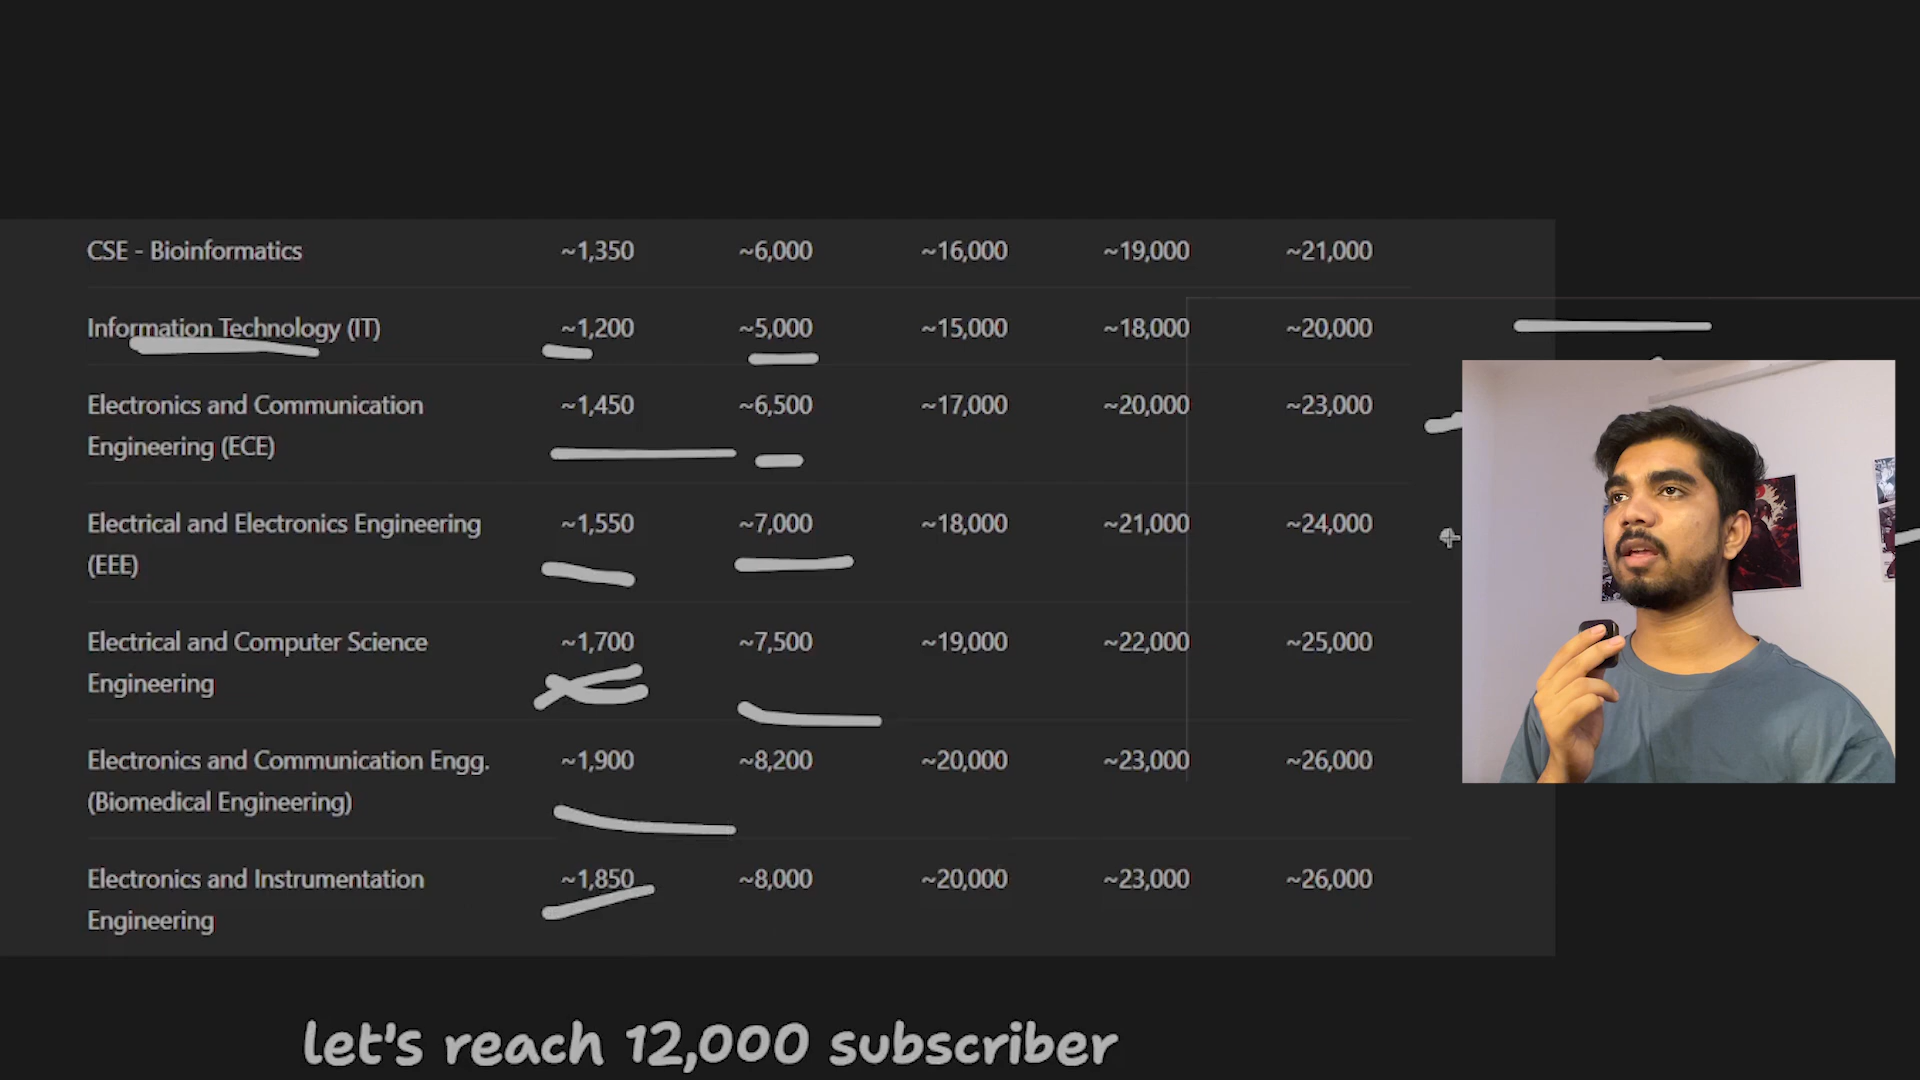 CSE - Bioinformatics ~1,350 ~6,000 ~16,000 ~19,000 ~21,000
Information Technology (IT) ~1,200 ~5,000 ~15,000 ~18,000 ~20,000
Electronics and Communication ~1,450 ~6,500 ~17,000 ~20,000 ~23,000
Engineering (ECE)
Electrical and Electronics Engineering ~1,550 ~7,000 ~18,000 ~21,000 ~24,000
(EEE)
Electrical and Computer Science ~1,700 ~7,500 ~19,000 ~22,000 ~25,000
Engineering
Electronics and Communication Engg. ~1,900 ~8,200 ~20,000 ~23,000 ~26,000
(Biomedical Engineering)
Electronics and Instrumentation ~1,850 ~8,000 ~20,000 ~23,000 ~26,000
Engineering
let's reach 12,000 subscriber